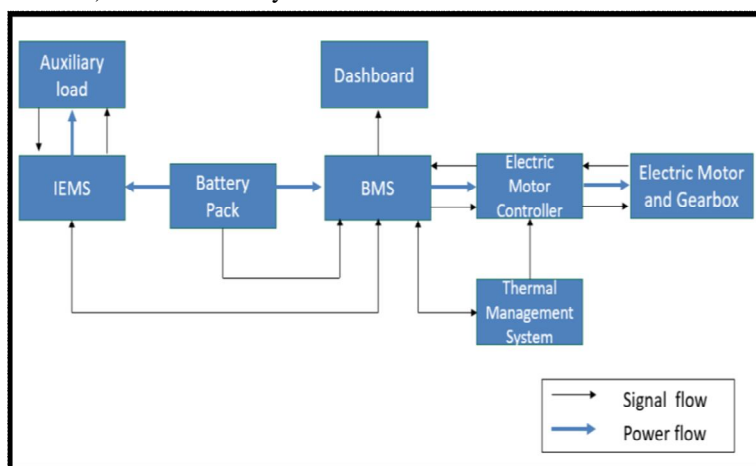 Auxiliary
load
Dashboard
IEMS
Battery
Pack
BMS
Electric
Motor
Controller
Electric Motor
and Gearbox
Thermal
Management
System
Signal flow
Power flow